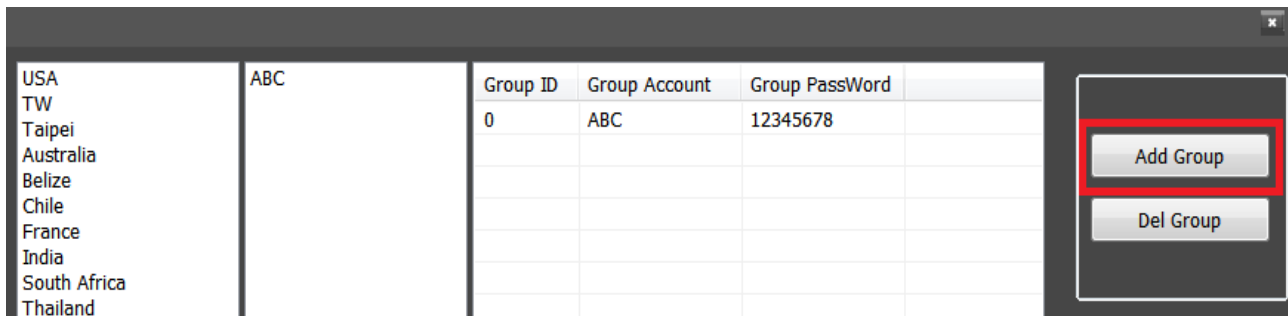 USA
TW
Taipei
Australia
Belize
Chile
France
India
South Africa
Thailand
ABC
Group ID Group Account Group PassWord
0 ABC 12345678
Add Group
Del Group